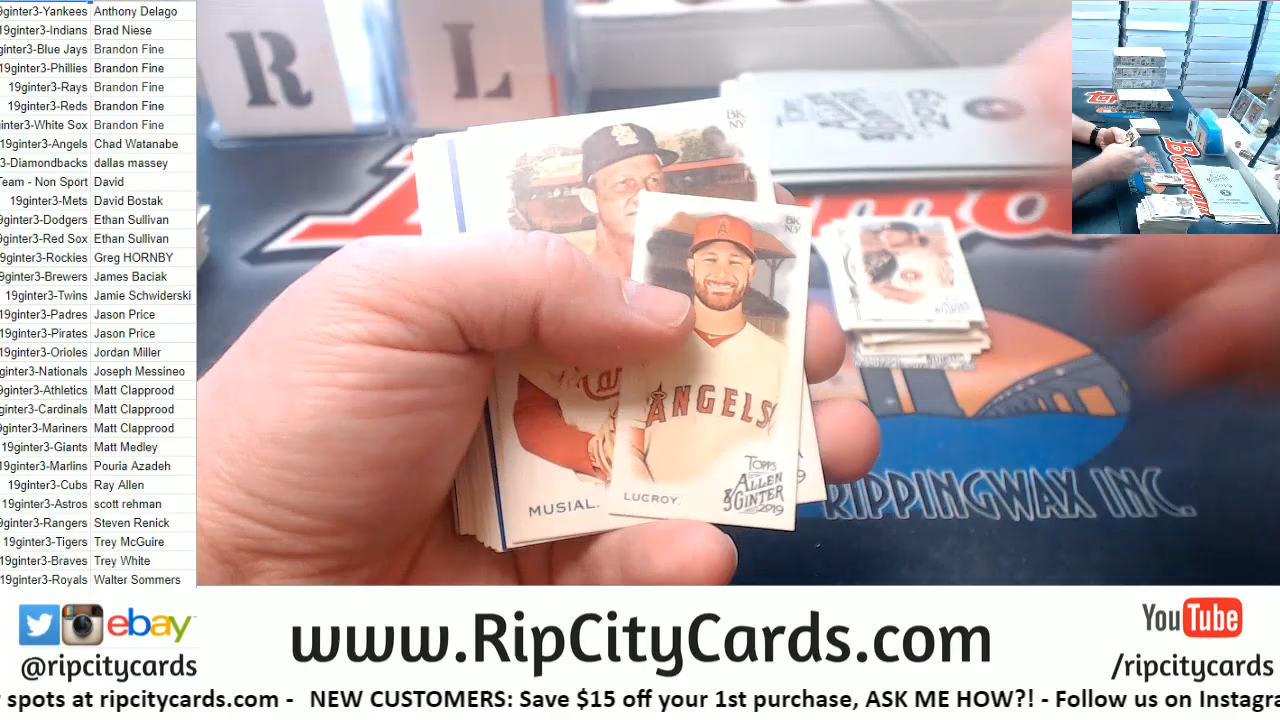 9ginter3-Yankees Anthony Delago
19ginter3-Indians Brad Niese
ginter3-Blue Jays Brandon Fine
19ginter3-Phillies Brandon Fine
19ginter3-Rays Brandon Fine
19ginter3-Reds Brandon Fine
inter3-White Sox Brandon Fine
19ginter3-Angels Chad Watanabe
3-Diamondbacks dallas massey
Team - Non Sport David
19ginter3-Mets David Bostak
9ginter3-Dodgers Ethan Sullivan
9ginter3-Red Sox Ethan Sullivan
19ginter3-Rockies Greg HORNBY
9ginter3-Brewers James Baciak
19ginter3-Twins Jamie Schwiderski
19ginter3-Padres Jason Price
19ginter3-Pirates Jason Price
19ginter3-Orioles Jordan Miller
ginter3-Nationals Joseph Messineo
9ginter3-Athletics Matt Clapprood
ginter3-Cardinals Matt Clapprood
ginter3-Mariners Matt Clapprood
19ginter3-Giants Matt Medley
19ginter3-Marlins Pouria Azadeh
19ginter3-Cubs Ray Allen
19ginter3-Astros scott rehman
9ginter3-Rangers Steven Renick
19ginter3-Tigers Trey McGuire
19ginter3-Braves Trey White
19ginter3-Royals Walter Sommers
R L
BK
NY
BK
NY
A
ANGELS
MUSIAL.
LUCROY.
TOPPS
ALLEN
& GINTER
2019
RIPPINGWAX INC.
ebay
@ripcitycards
www.RipCityCards.com
YouTube
/ripcitycards
spots at ripcitycards.com - NEW CUSTOMERS: Save $15 off your 1st purchase, ASK ME HOW?! - Follow us on Instagra